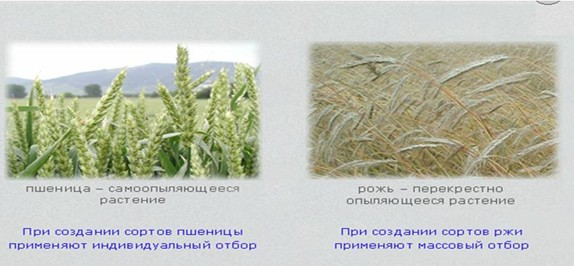 пшеница – самоопыляющееся
растение
При создании сортов пшеницы
применяют индивидуальный отбор
рожь – перекрестно
опыляющееся растение
При создании сортов ржи
применяют массовый отбор